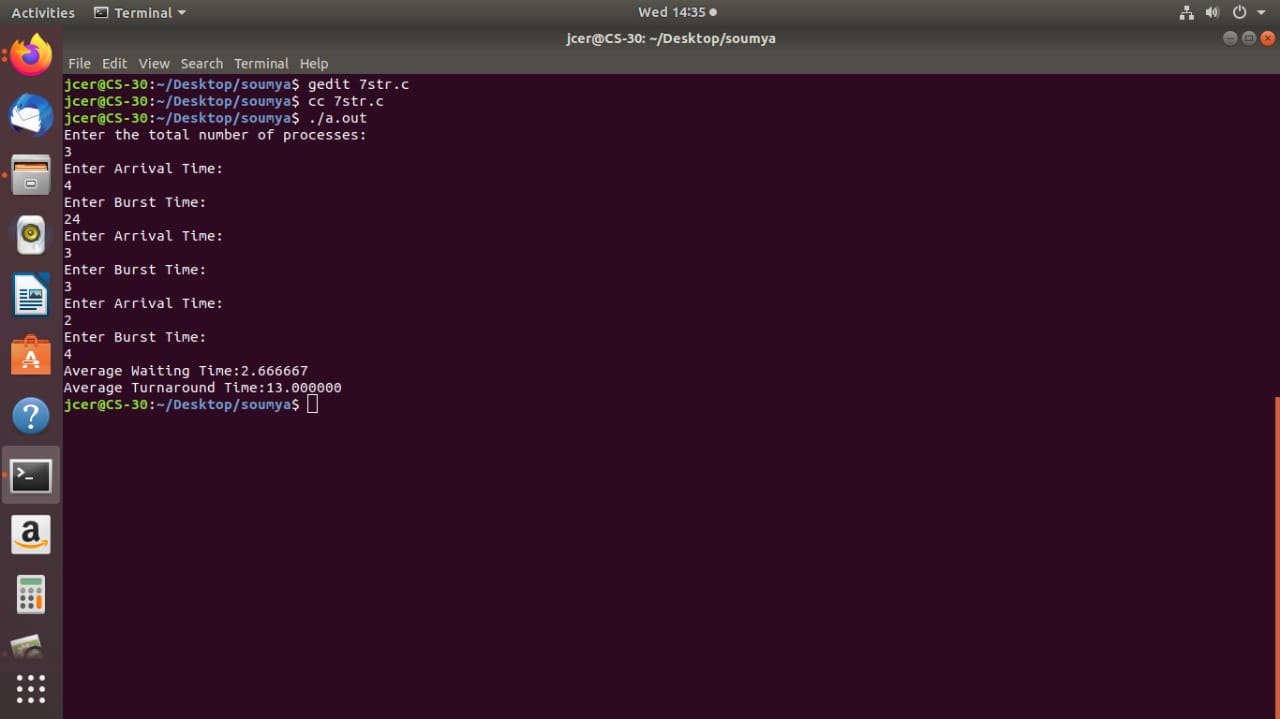 Activities Terminal Wed 14:35
jcer@CS-30: ~/Desktop/soumya
File Edit View Search Terminal Help
jcer@CS-30:~/Desktop/soumya$ gedit 7str.c
jcer@CS-30:~/Desktop/soumya$ cc 7str.c
jcer@CS-30:~/Desktop/soumya$ ./a.out
Enter the total number of processes:
3
Enter Arrival Time:
4
Enter Burst Time:
24
Enter Arrival Time:
3
Enter Burst Time:
3
Enter Arrival Time:
2
Enter Burst Time:
4
Average Waiting Time:2.666667
Average Turnaround Time:13.000000
jcer@CS-30:~/Desktop/soumya$